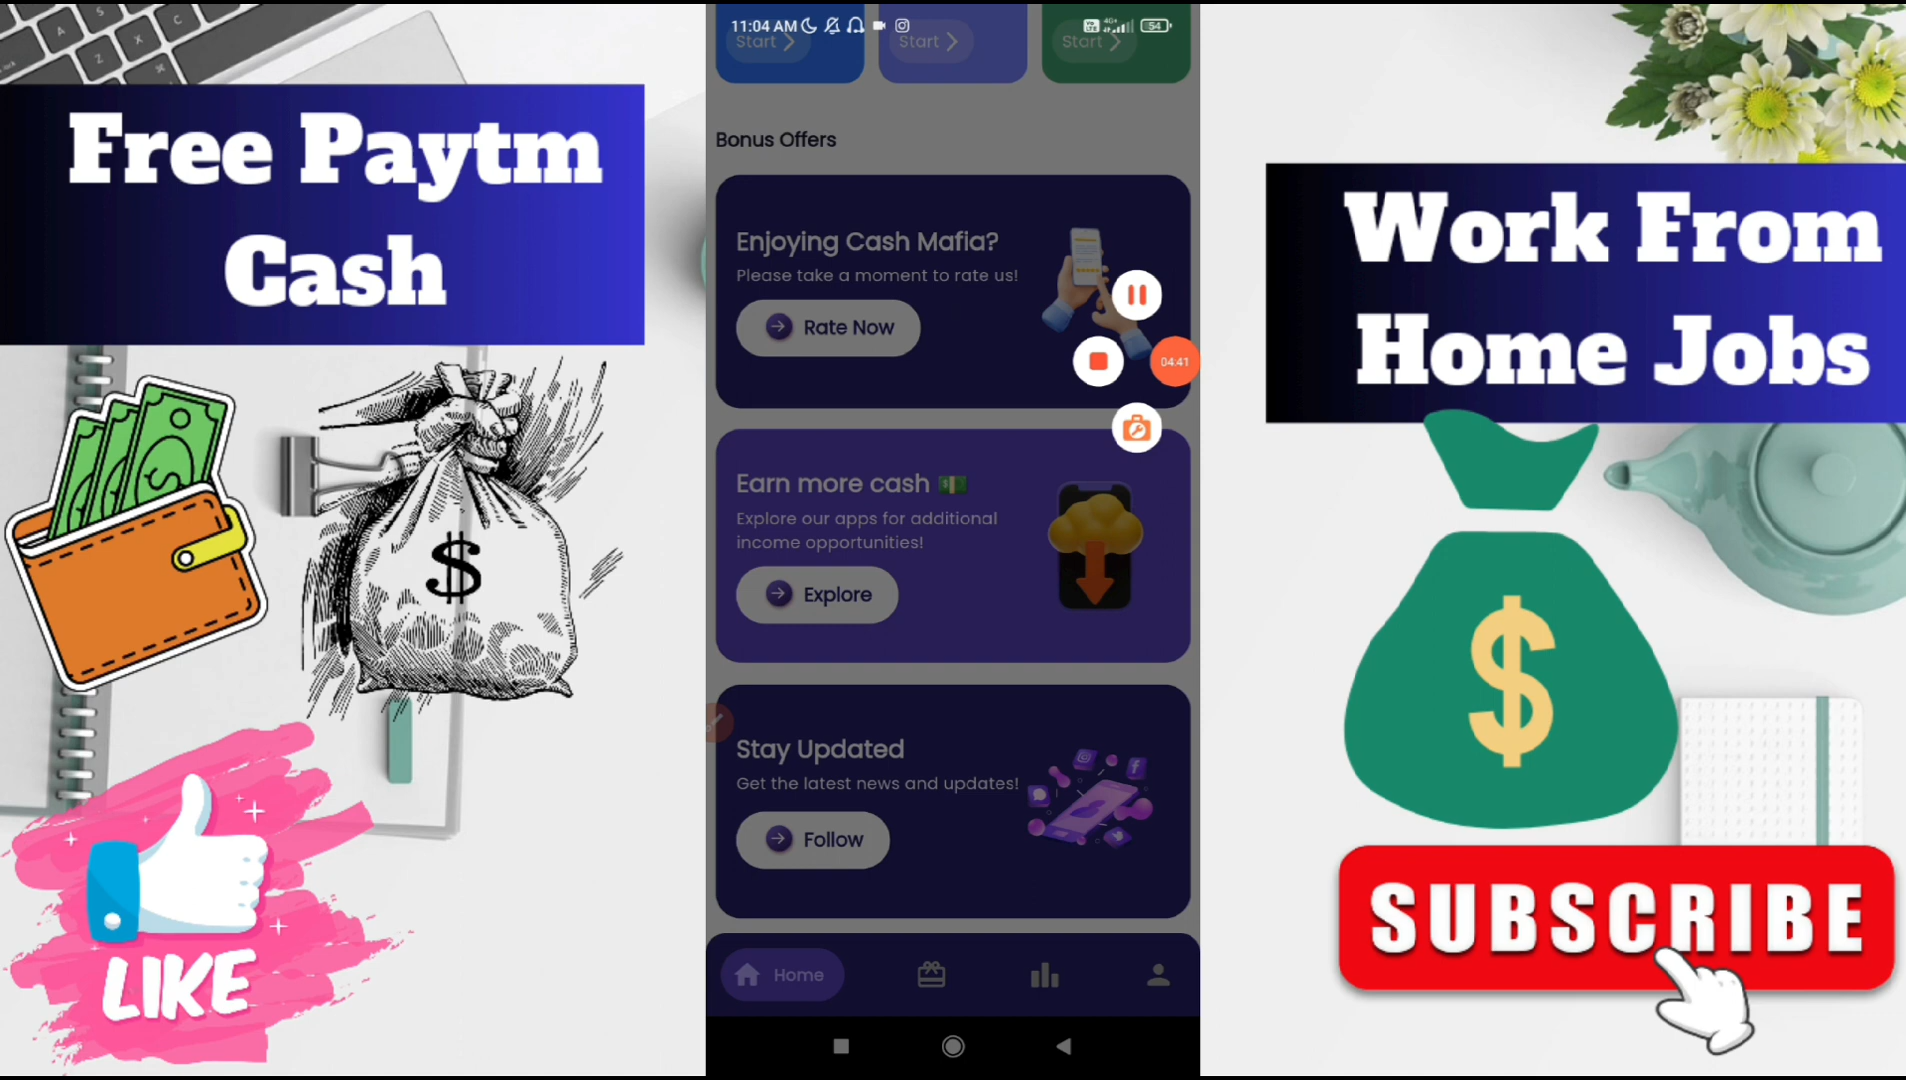 11:04 AM
4G+
54
Start
Start
Start
Bonus Offers
Free Paytm
Cash
Work From
Home Jobs
Enjoying Cash Mafia?
Please take a moment to rate us!
Rate Now
04:41
Earn more cash
Explore our apps for additional
income opportunities!
Explore
$
$
Stay Updated
Get the latest news and updates!
Follow
LIKE
SUBSCRIBE
Home